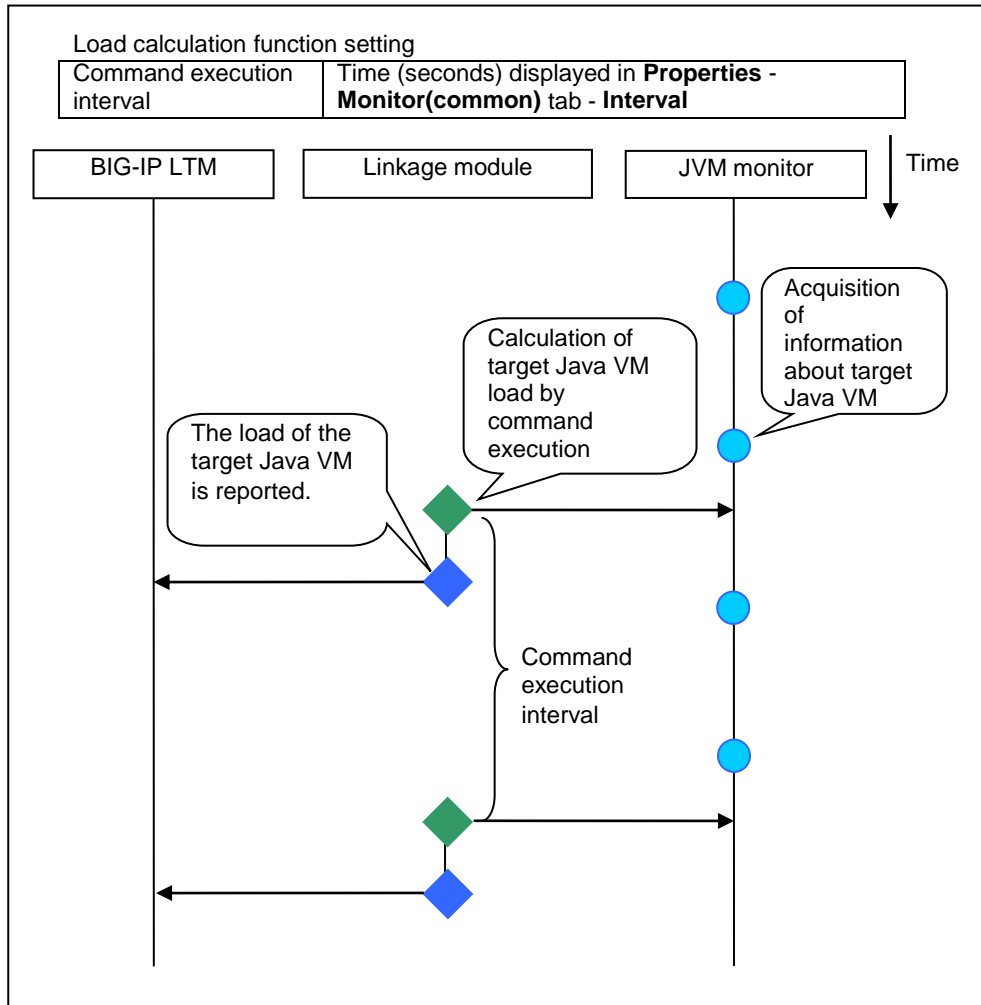 Load calculation function setting
Command execution
interval
Time (seconds) displayed in Properties -
Monitor(common) tab - Interval
BIG-IP LTM
Linkage module
JVM monitor
Time
Acquisition
of
information
about target
Java VM
Calculation of
target Java VM
load by
command
execution
The load of the
target Java VM
is reported.
Command
execution
interval